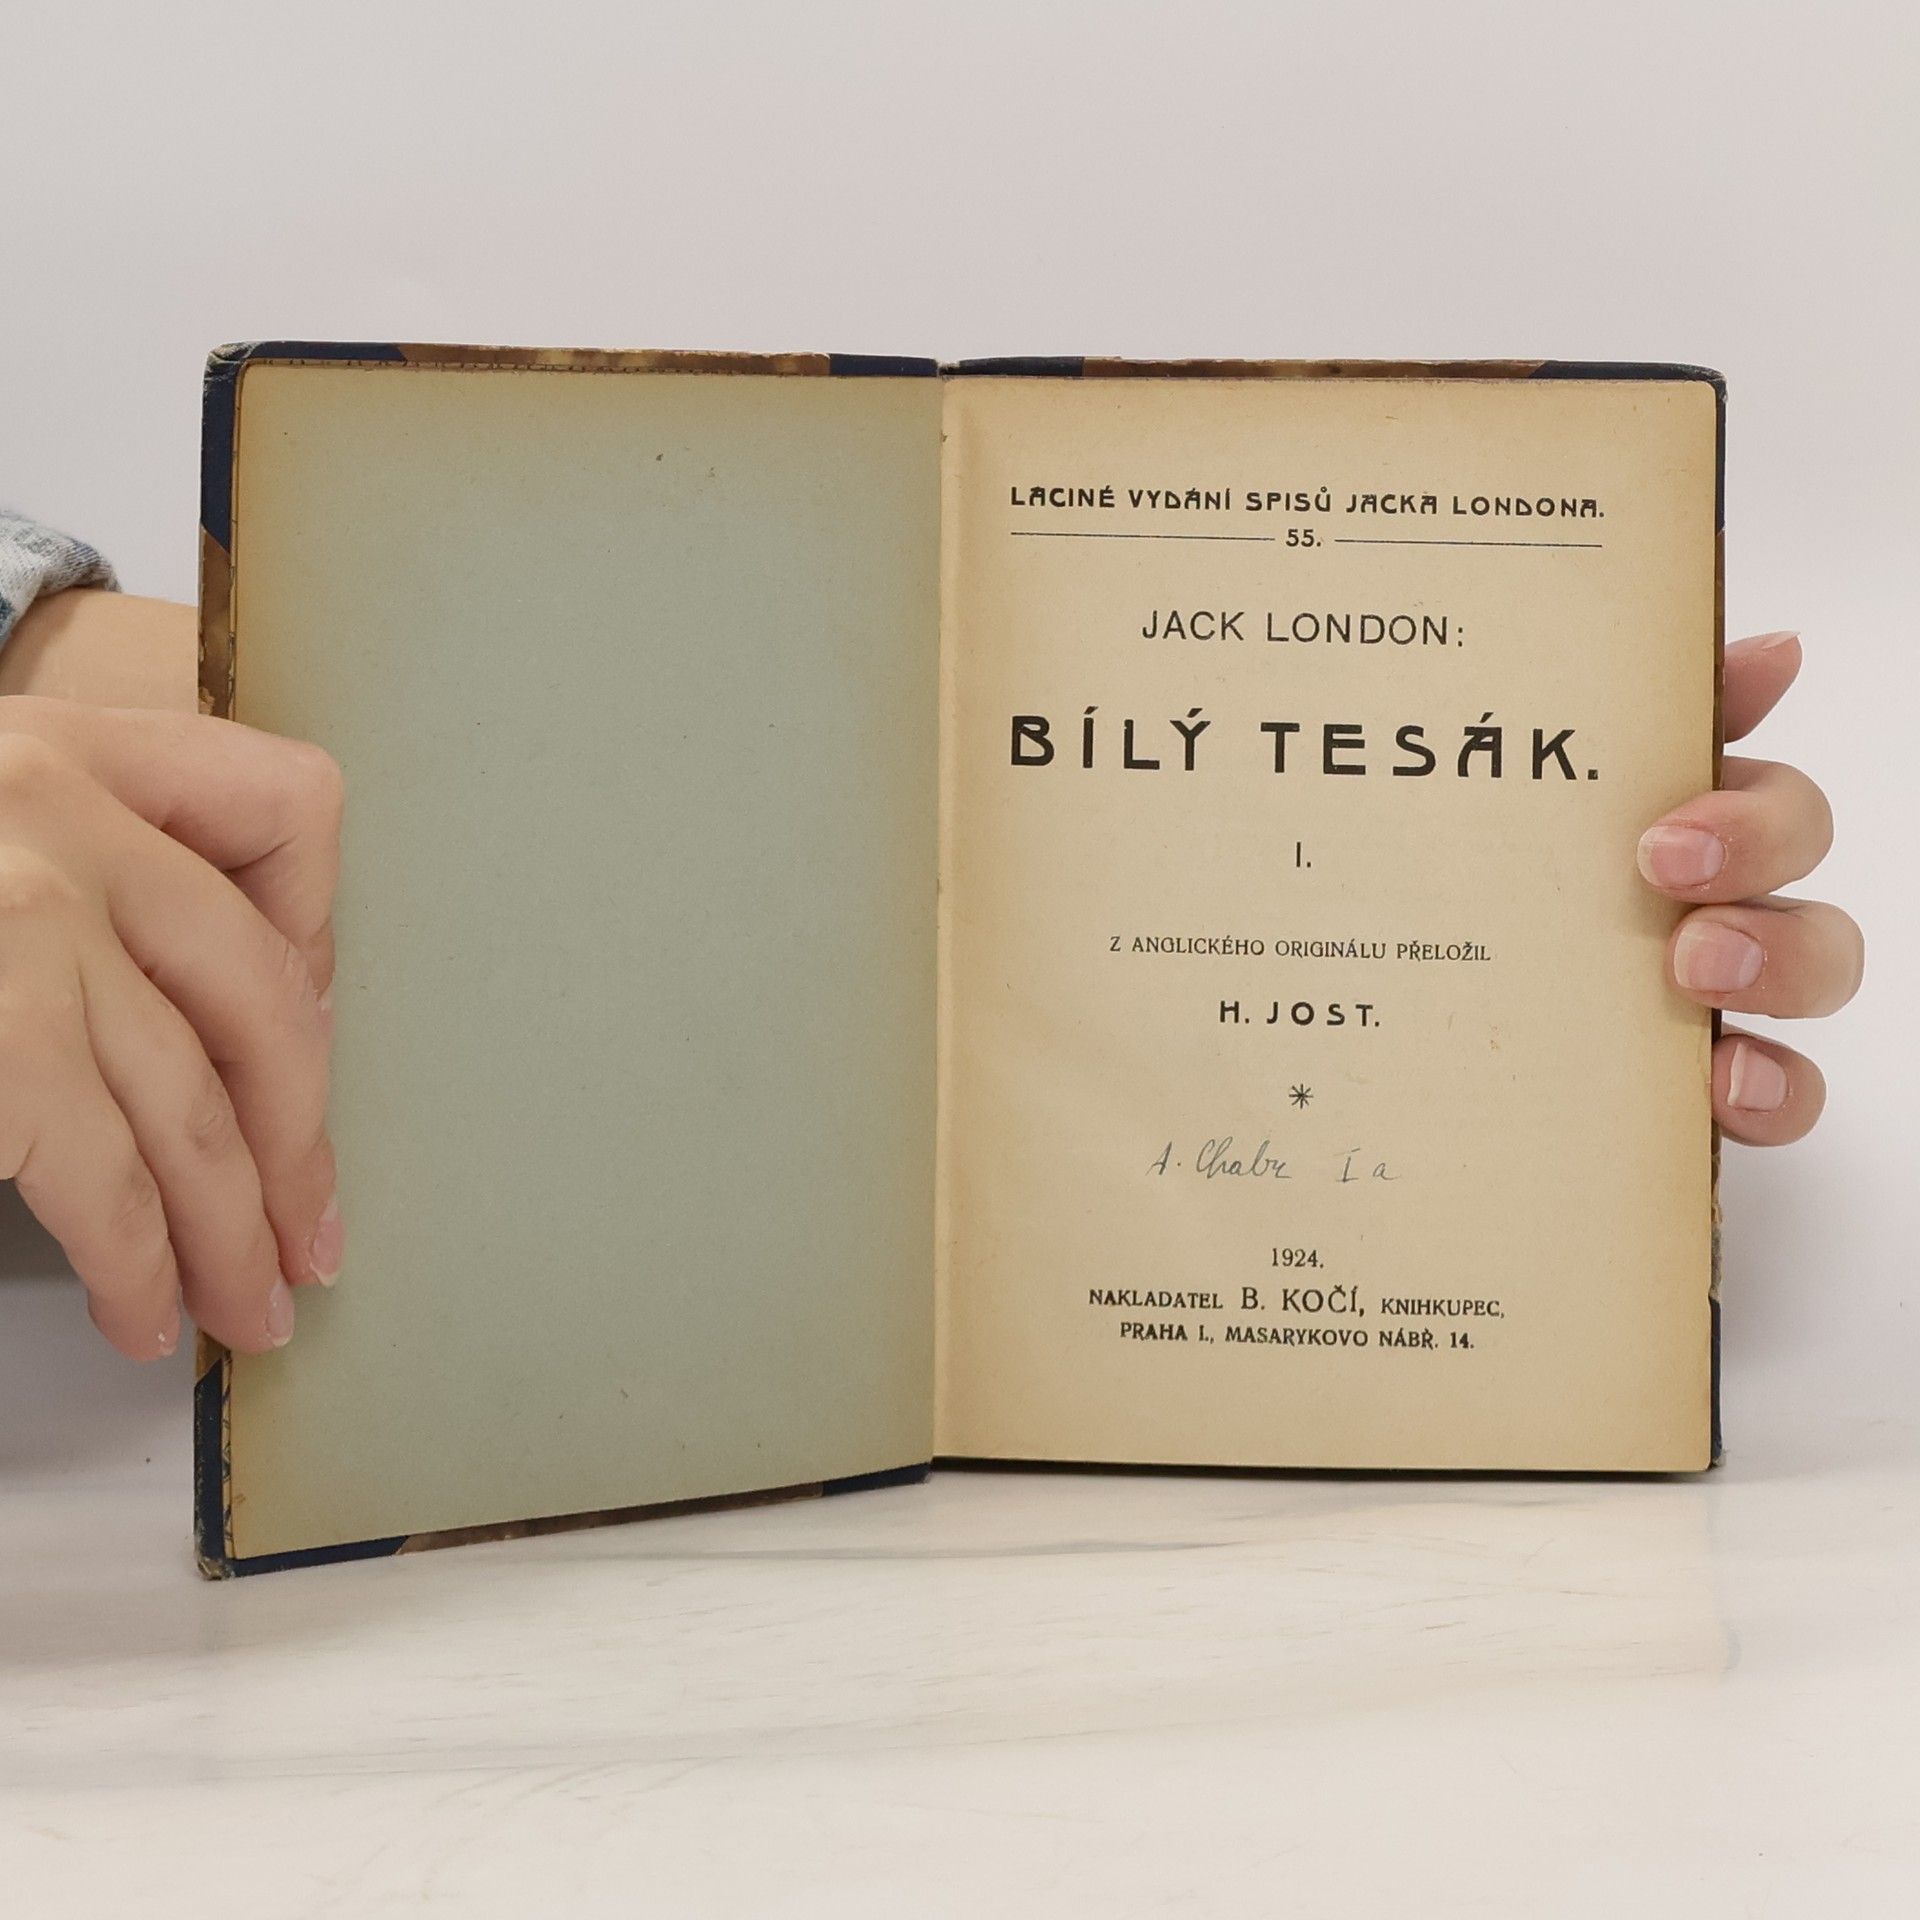 LACINÉ VYDÁNÍ SPISŮ JACKA LONDONA.
55.
JACK LONDON:
BÍLÝ TESÁK.
I.
Z ANGLICKÉHO ORIGINÁLU PŘELOŽIL
H. JOST.
A. Chabr I a
1924.
NAKLADATEL B. KOČÍ, KNIHKUPEC,
PRAHA I., MASARYKOVO NÁBŘ. 14.